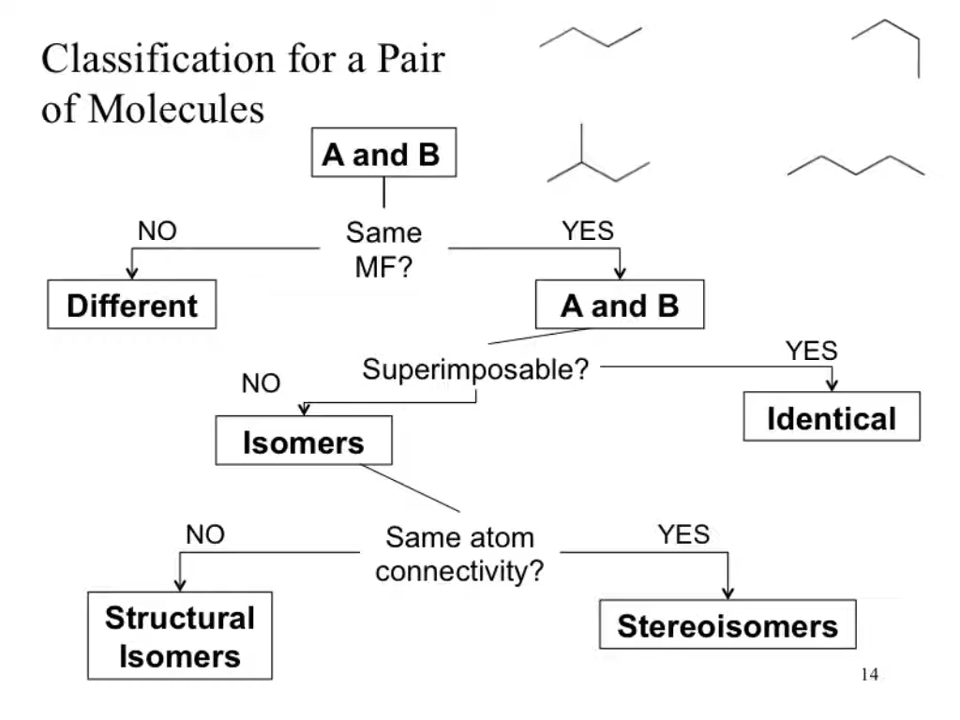 Classification for a Pair
of Molecules
A and B
NO
Same
MF?
YES
Different
A and B
Superimposable?
YES
NO
Identical
Isomers
NO
Same atom
connectivity?
YES
Structural
Isomers
Stereoisomers
14